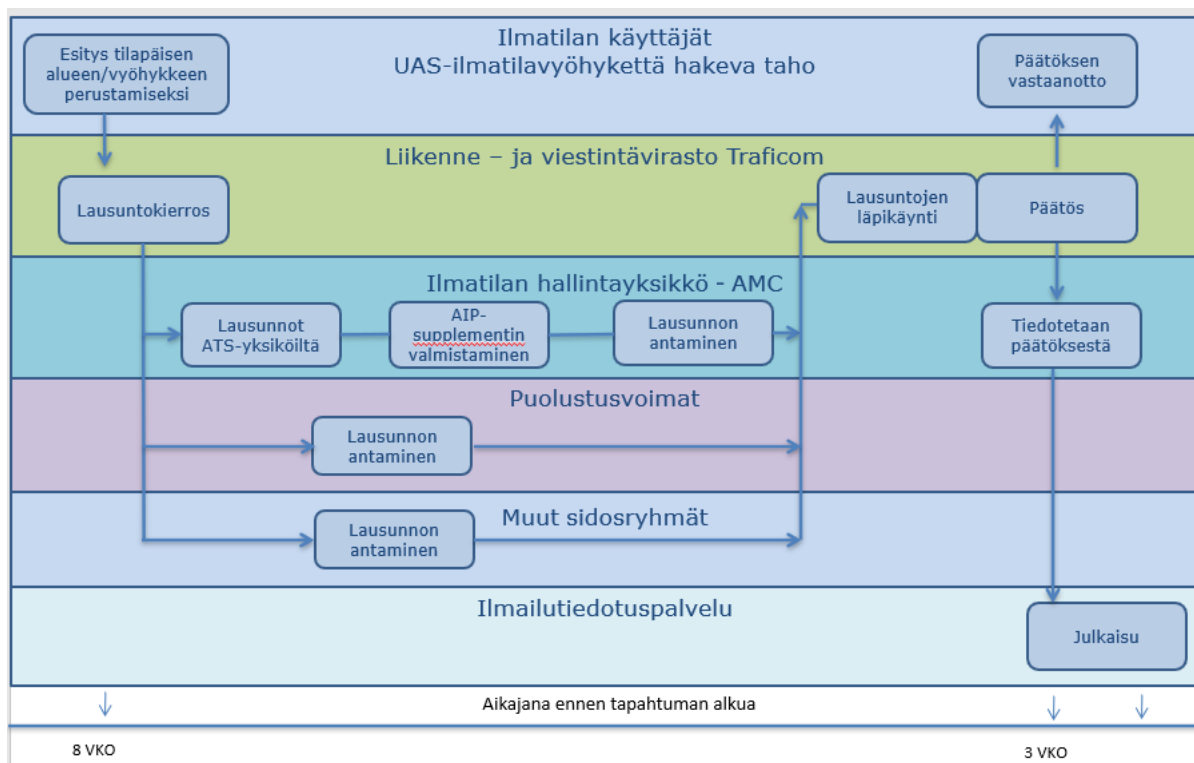 Ilmatilan käyttäjät
UAS-ilmatilavyöhykettä hakeva taho
Esitys tilapäisen
alueen/vyöhykkeen
perustamiseksi
Päätöksen
vastaanotto
Liikenne – ja viestintävirasto Traficom
Lausuntokierros
Lausuntojen
läpikäynti
Päätös
Ilmatilan hallintayksikkö - AMC
Lausunnot
ATS-yksiköiltä
AIP-
supplementin
valmistaminen
Lausunnon
antaminen
Tiedotetaan
päätöksestä
Puolustusvoimat
Lausunnon
antaminen
Muut sidosryhmät
Lausunnon
antaminen
Ilmailutiedotuspalvelu
Julkaisu
Aikajana ennen tapahtuman alkua
8 VKO
3 VKO